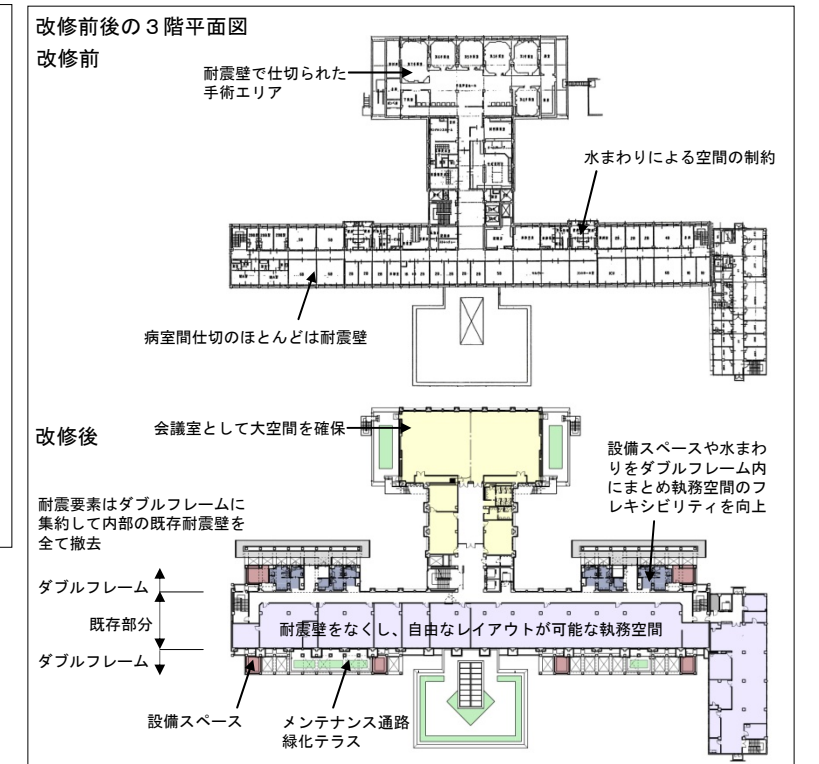 改修前後の3階平面図
改修前
耐震壁で仕切られた
手術エリア
水まわりによる空間の制約
病室間仕切のほとんどは耐震壁
改修後
会議室として大空間を確保
設備スペースや水まわ
りをダブルフレーム内
にまとめ執務空間のフ
レキシビリティを向上
耐震要素はダブルフレームに
集約して内部の既存耐震壁を
全て撤去
ダブルフレーム
既存部分
ダブルフレーム
耐震壁をなくし、自由なレイアウトが可能な執務空間
設備スペース
メンテナンス通路
緑化テラス